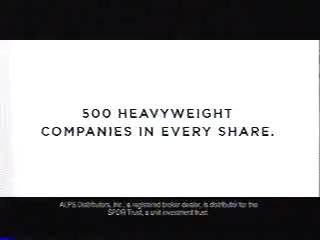 500 HEAVYWEIGHT
COMPANIES IN EVERY SHARE.
ALPS Distributors, Inc., a registered broker dealer, is distributor for the
SPDR Trust, a unit investment trust.